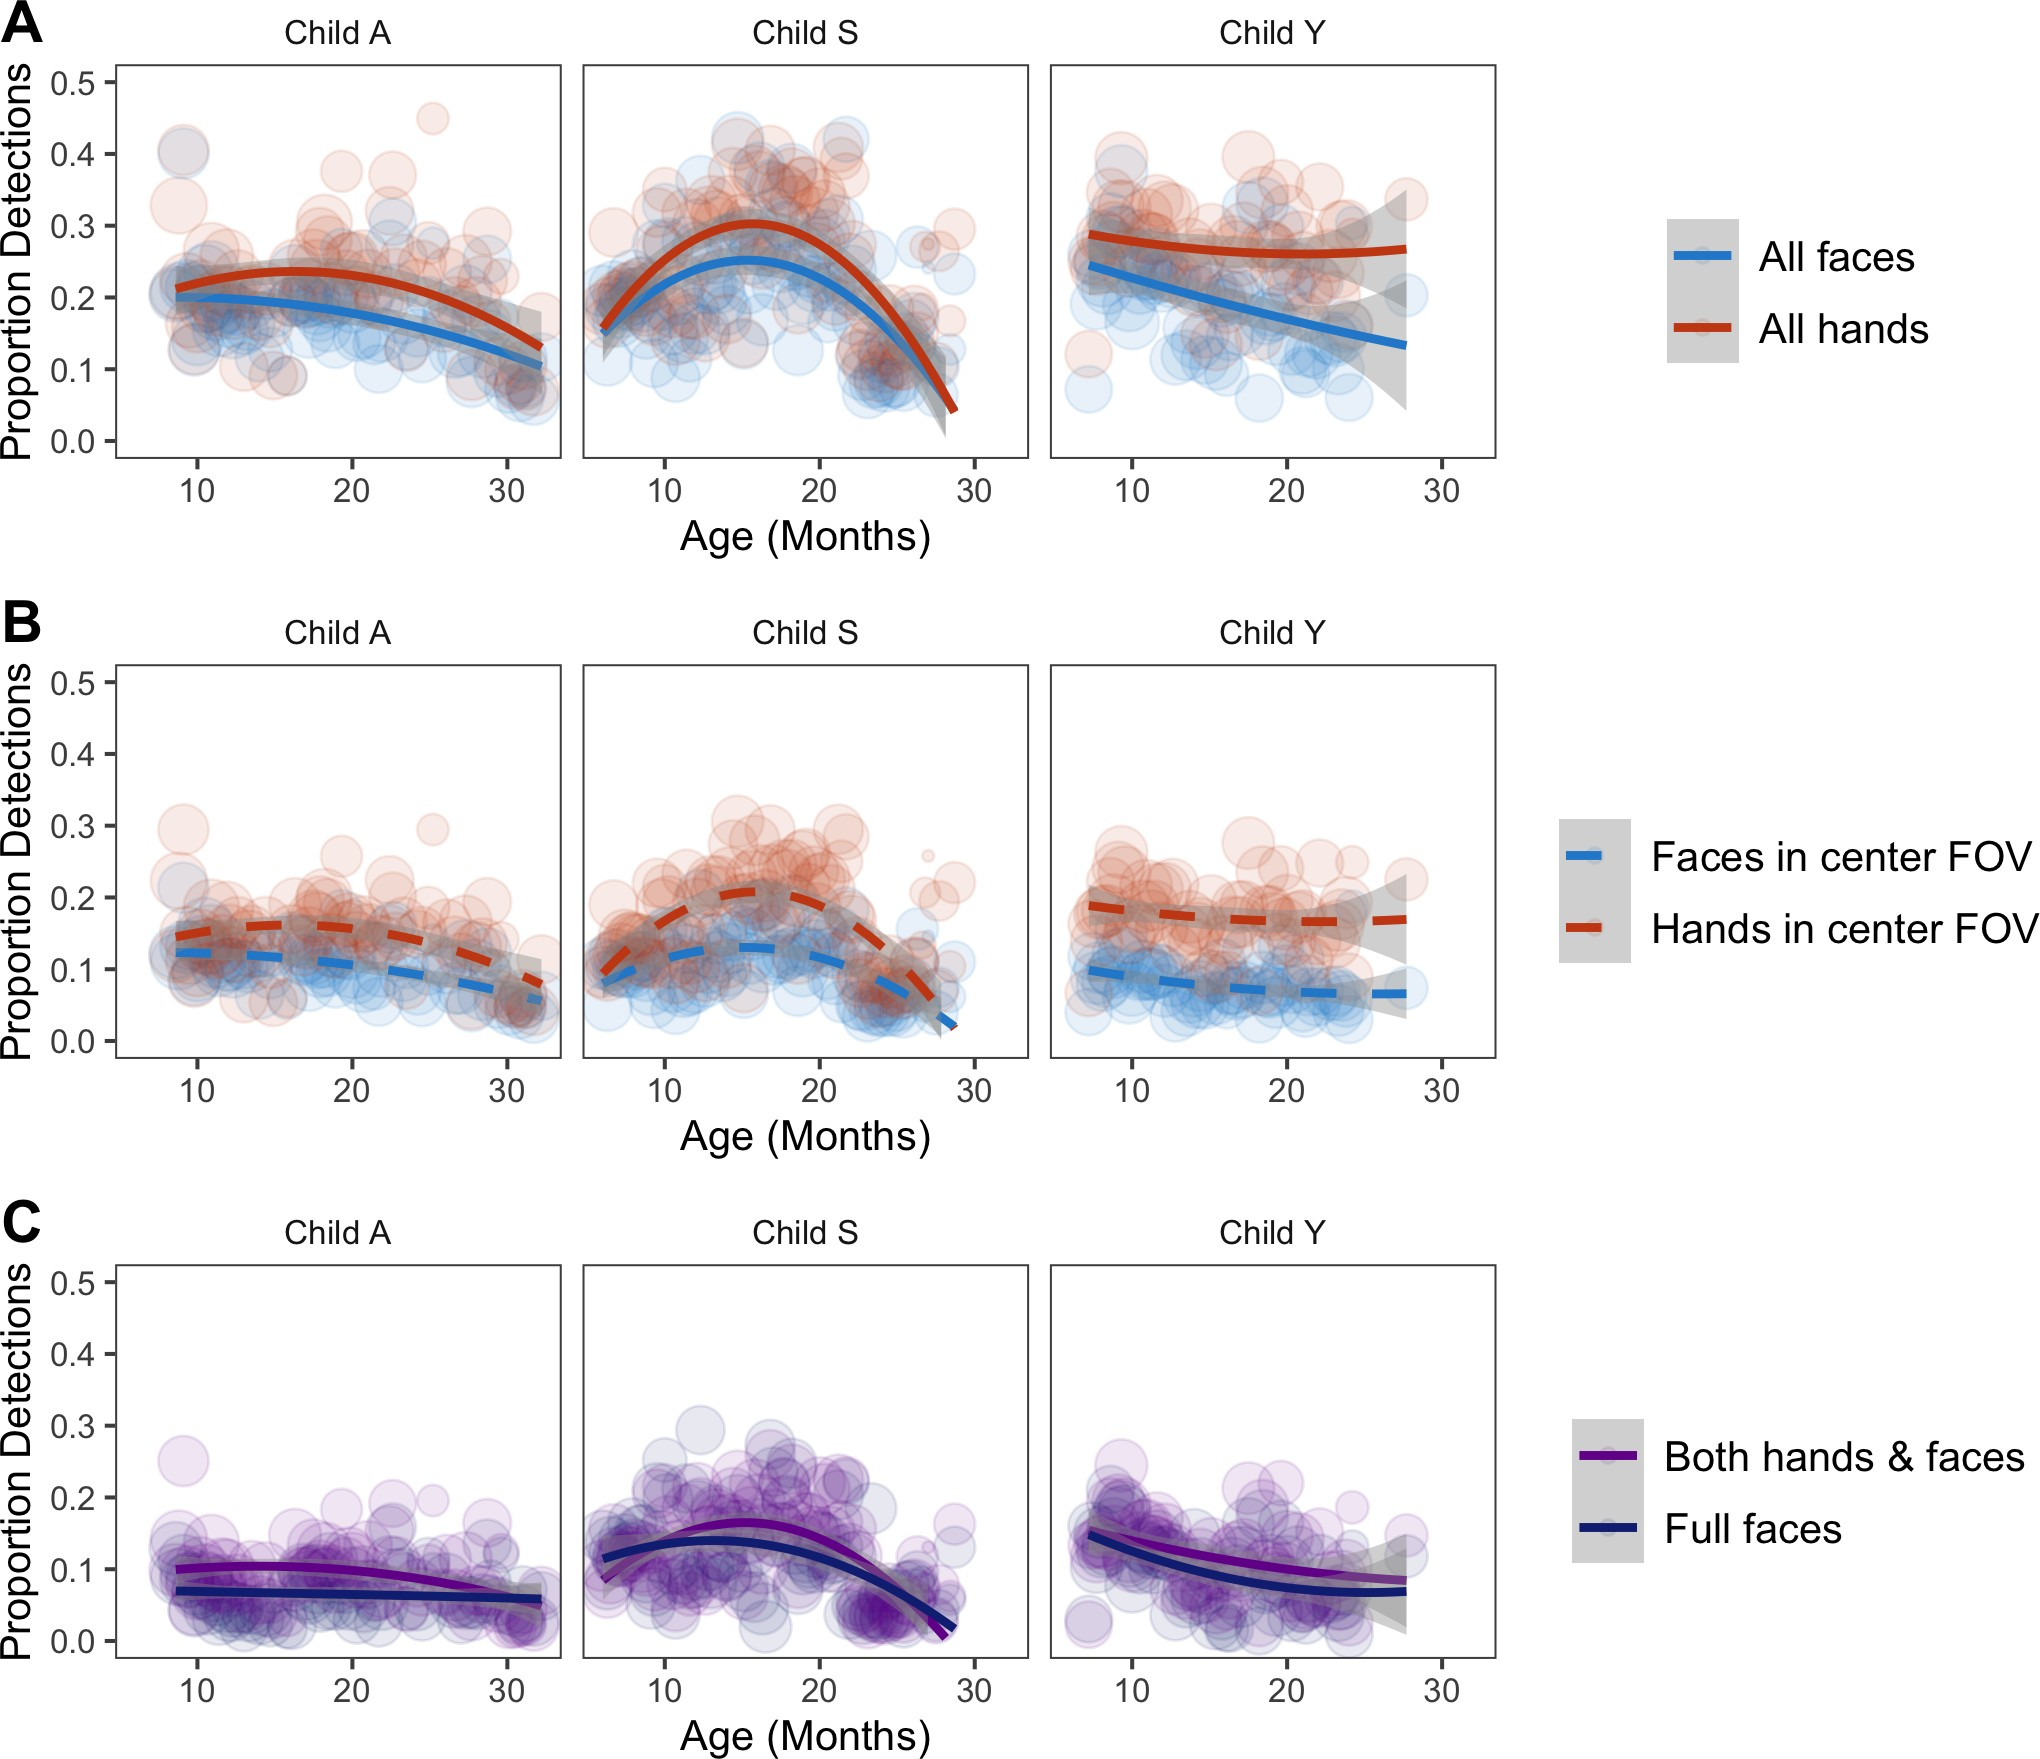 A
Child A
Child S
Child Y
Proportion Detections
0.5
0.4
0.3
0.2
0.1
0.0
10 20 30
10 20 30
10 20 30
Age (Months)
All faces
All hands
B
Child A
Child S
Child Y
Proportion Detections
0.5
0.4
0.3
0.2
0.1
0.0
10 20 30
10 20 30
10 20 30
Age (Months)
Faces in center FOV
Hands in center FOV
C
Child A
Child S
Child Y
Proportion Detections
0.5
0.4
0.3
0.2
0.1
0.0
10 20 30
10 20 30
10 20 30
Age (Months)
Both hands & faces
Full faces